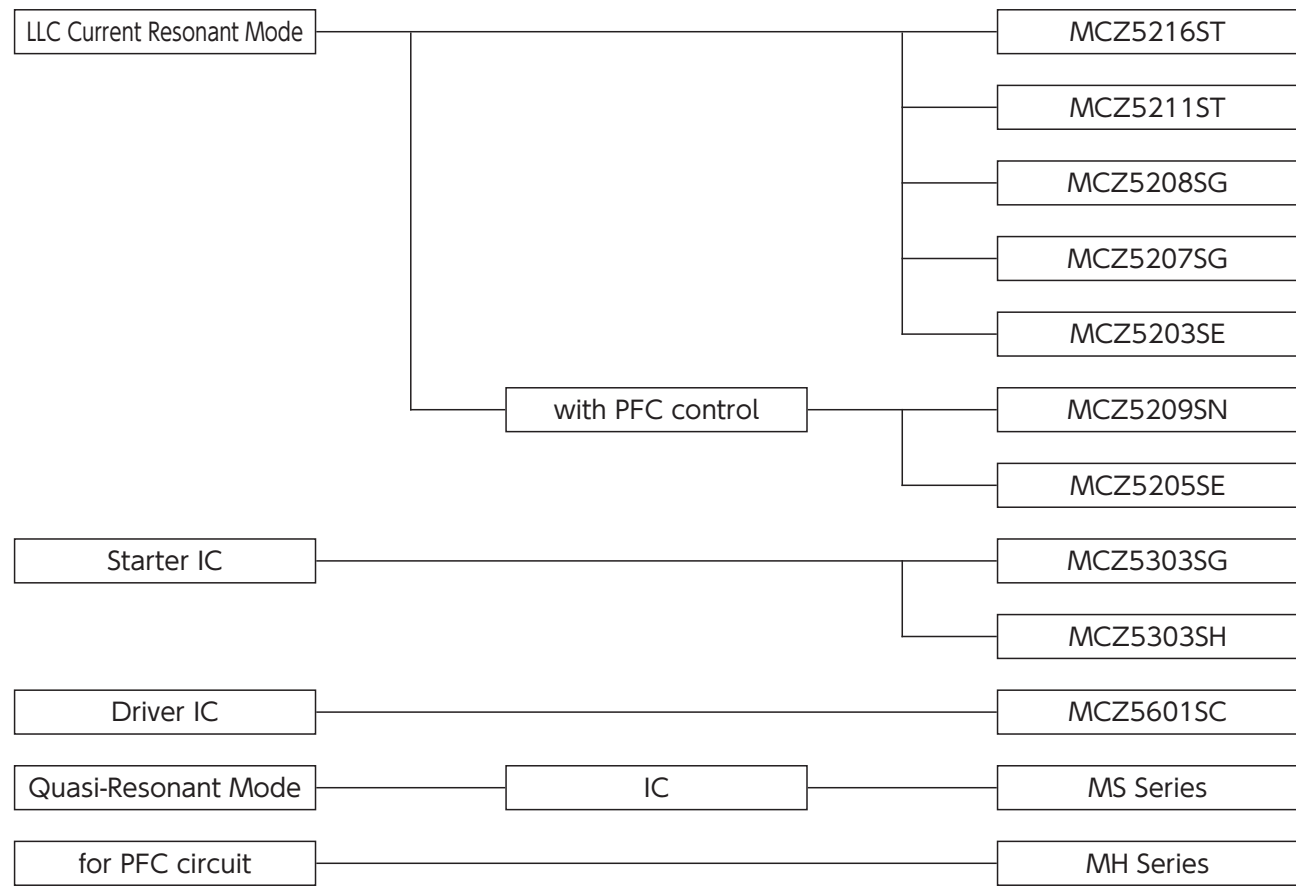 LLC Current Resonant Mode
MCZ5216ST
MCZ5211ST
MCZ5208SG
MCZ5207SG
MCZ5203SE
with PFC control
MCZ5209SN
MCZ5205SE
Starter IC
MCZ5303SG
MCZ5303SH
Driver IC
MCZ5601SC
Quasi-Resonant Mode
IC
MS Series
for PFC circuit
MH Series